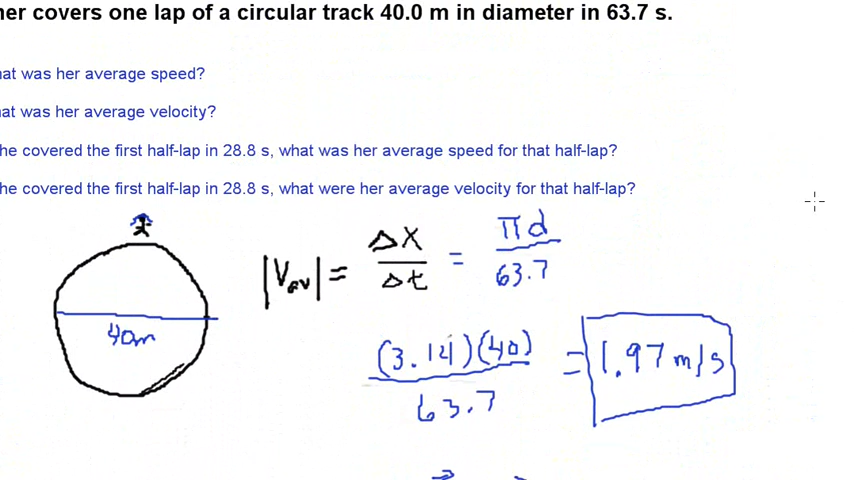 ner covers one lap of a circular track 40.0 m in diameter in 63.7 s.
hat was her average speed?
hat was her average velocity?
he covered the first half-lap in 28.8 s, what was her average speed for that half-lap?
he covered the first half-lap in 28.8 s, what were her average velocity for that half-lap?
|Vav| = Δx/Δt = πd/63.7
40m
(3.14)(40)/63.7 = 1.97 m/s